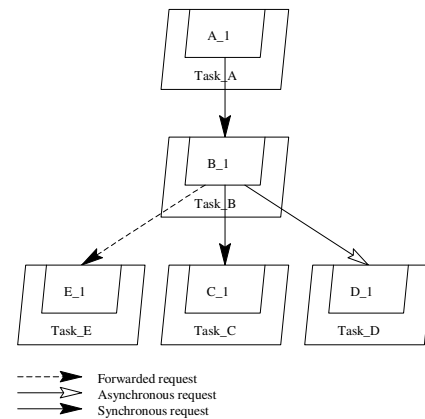 A_1
Task_A
B_1
Task_B
E_1
C_1
D_1
Task_E
Task_C
Task_D
Forwarded request
Asynchronous request
Synchronous request